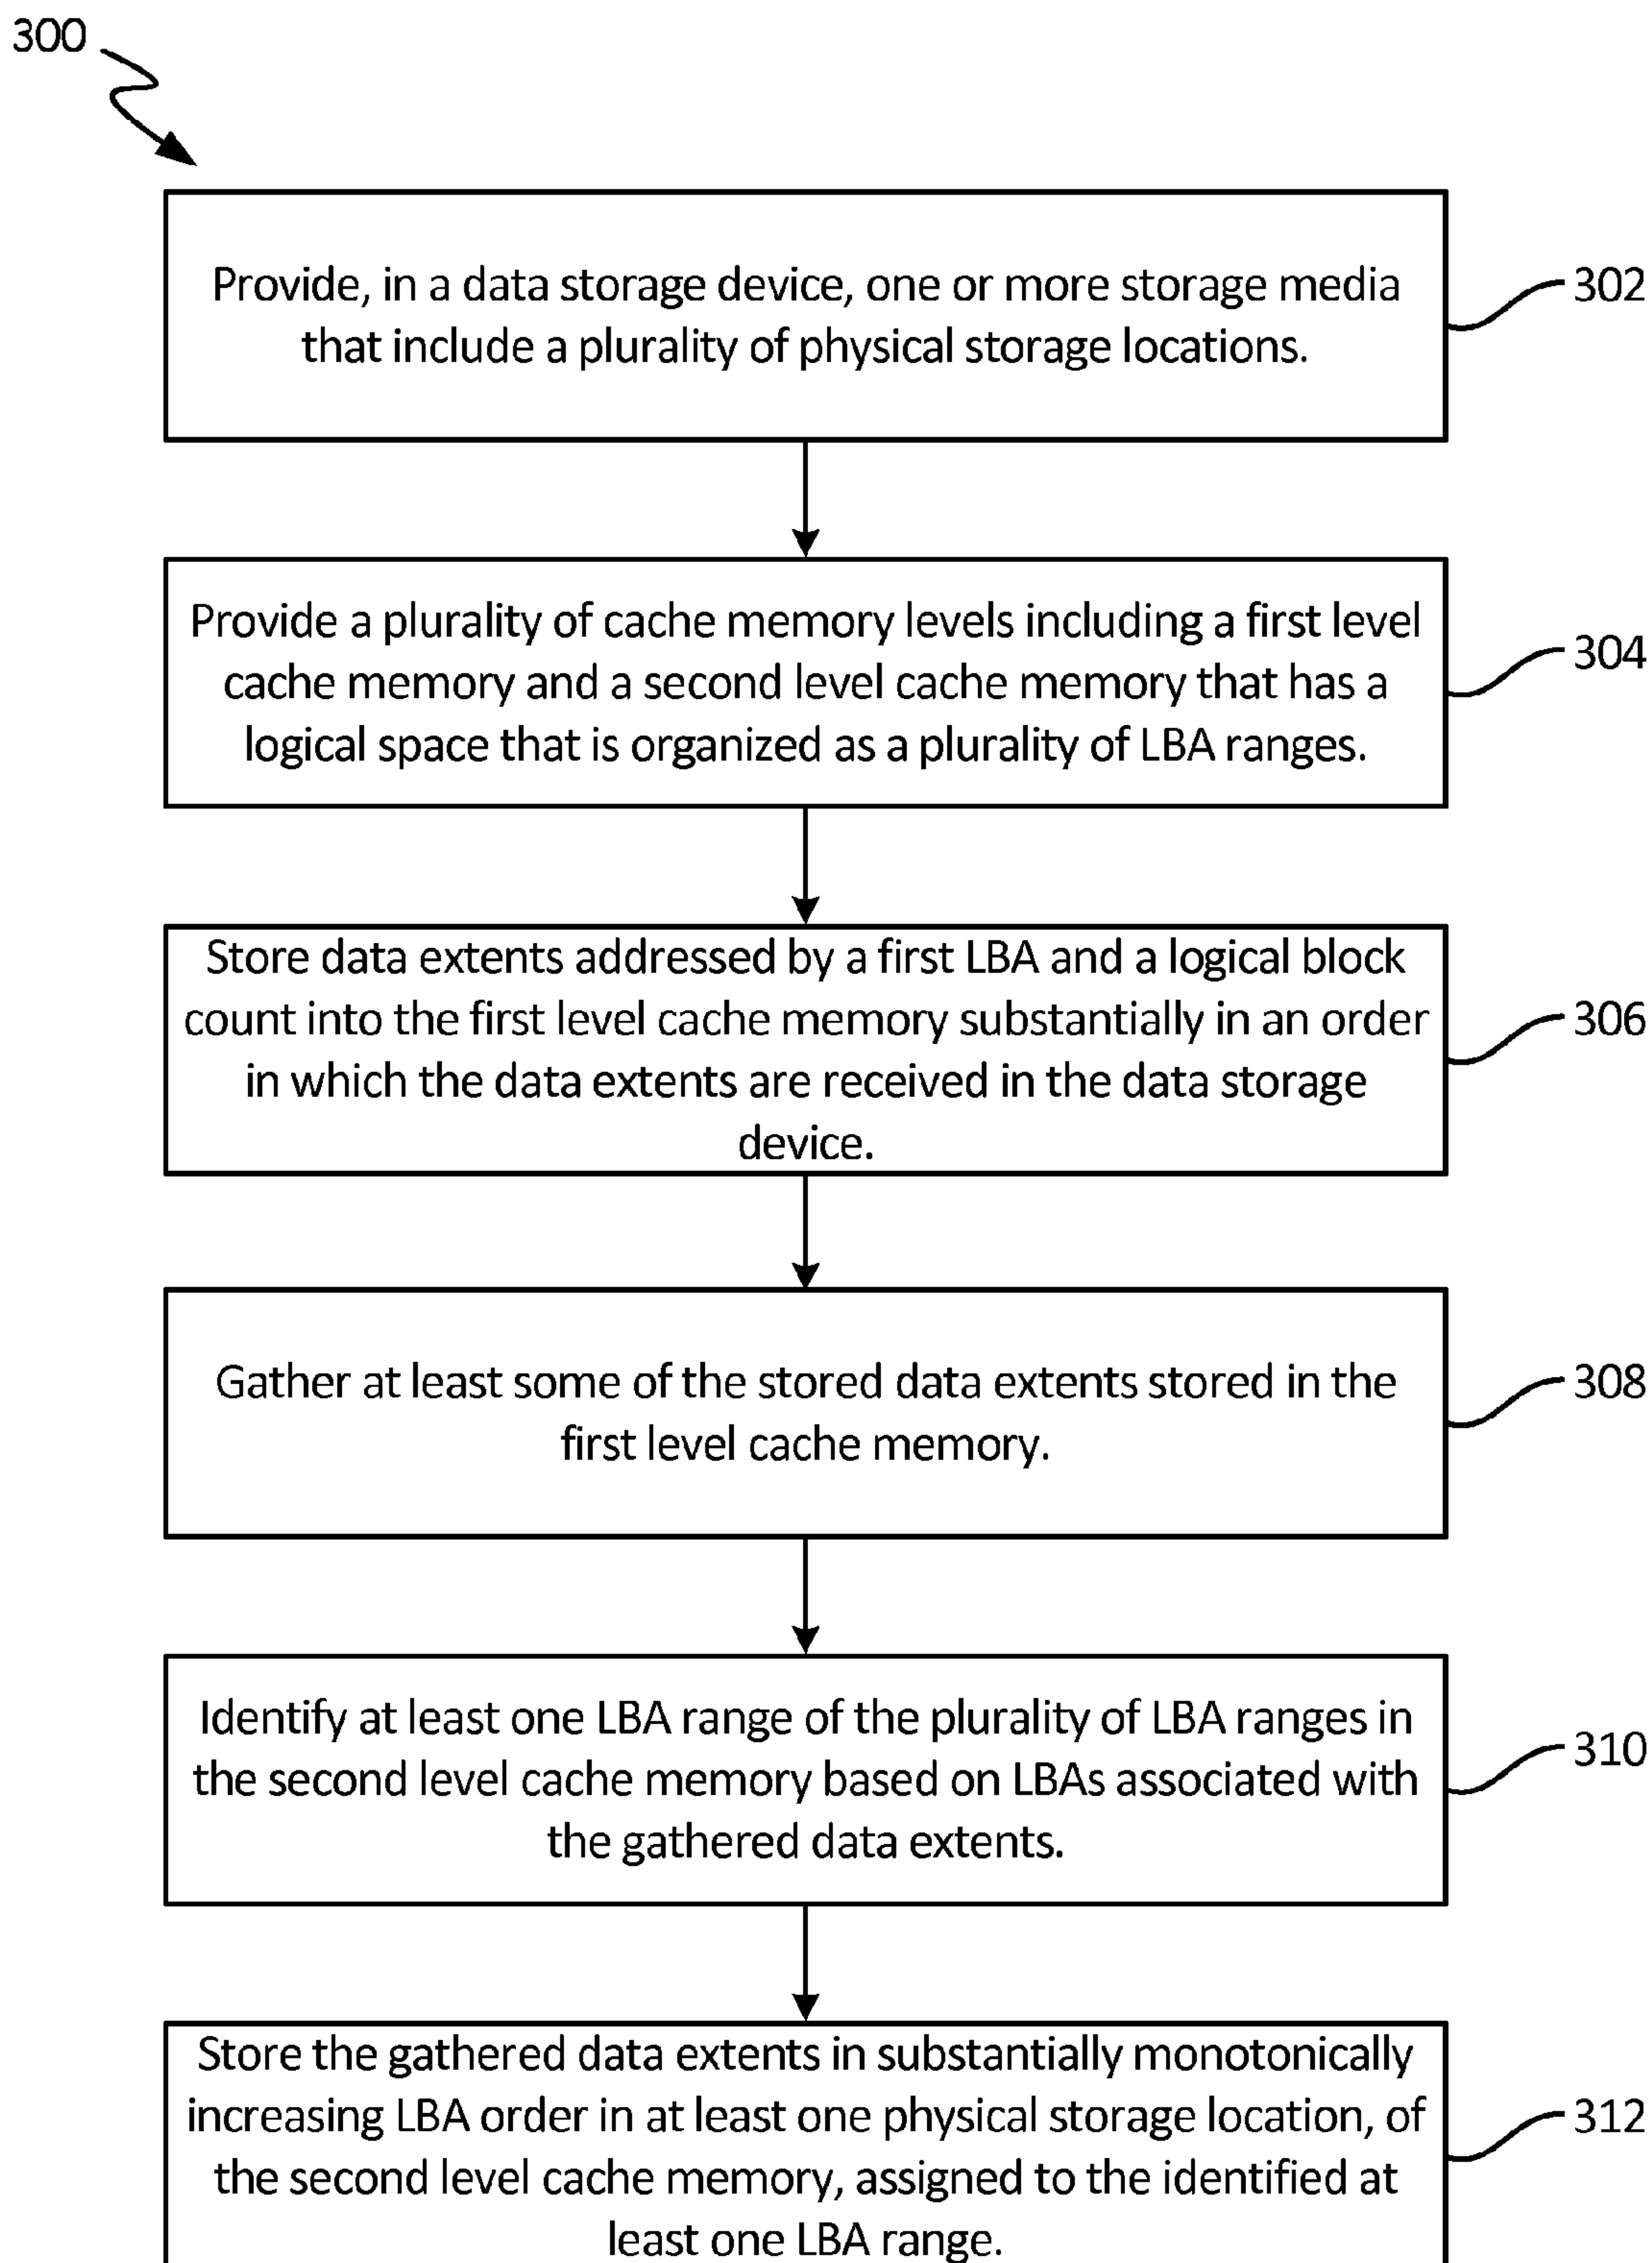 300
Provide, in a data storage device, one or more storage media
that include a plurality of physical storage locations.
302
Provide a plurality of cache memory levels including a first level
cache memory and a second level cache memory that has a
logical space that is organized as a plurality of LBA ranges.
304
Store data extents addressed by a first LBA and a logical block
count into the first level cache memory substantially in an order
in which the data extents are received in the data storage
device.
306
Gather at least some of the stored data extents stored in the
first level cache memory.
308
Identify at least one LBA range of the plurality of LBA ranges in
the second level cache memory based on LBAs associated with
the gathered data extents.
310
Store the gathered data extents in substantially monotonically
increasing LBA order in at least one physical storage location, of
the second level cache memory, assigned to the identified at
least one LBA range.
312